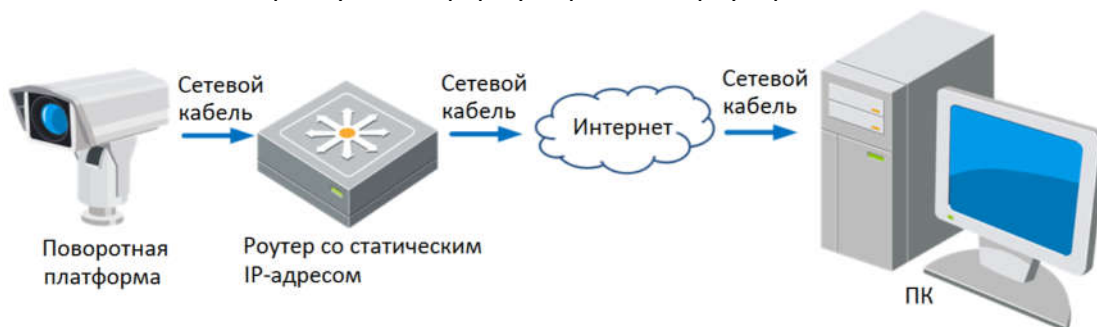 Сетевой
кабель
Сетевой
кабель
Интернет
Сетевой
кабель
Поворотная
платформа
Роутер со статическим
IP-адресом
ПК